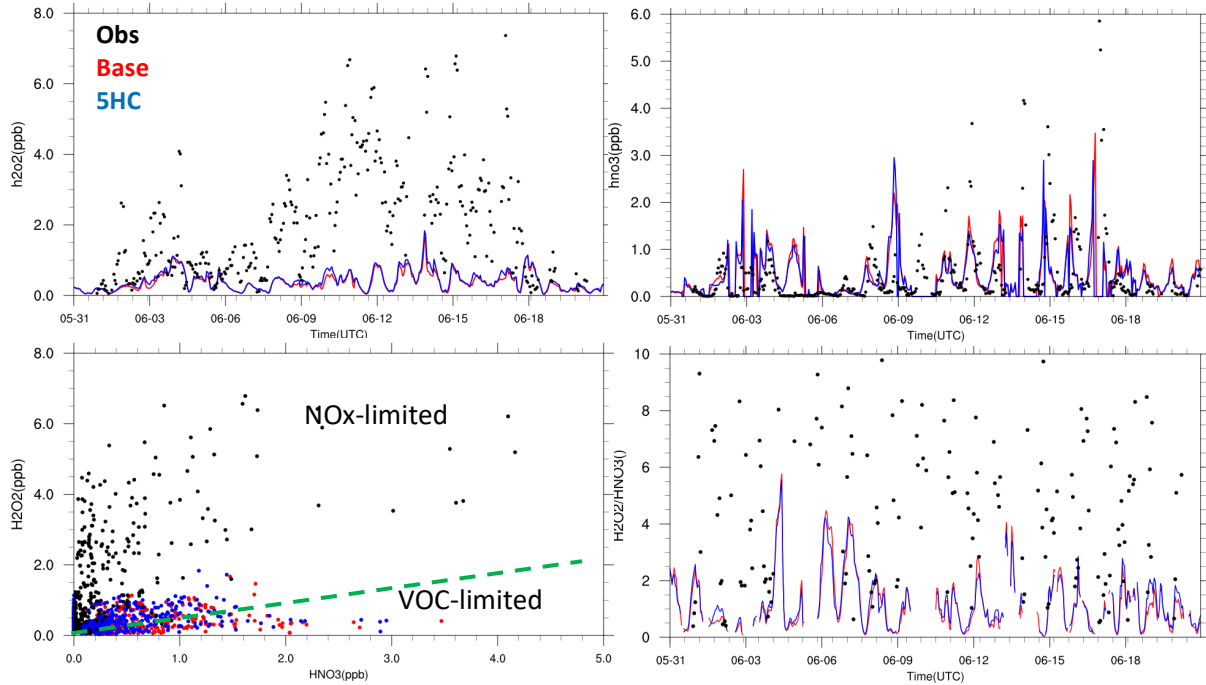 8.0
6.0
4.0
2.0
0.0
h2o2(ppb)
Obs
Base
5HC
05-31 06-03 06-06 06-09 06-12 06-15 06-18
Time(UTC)
6.0
5.0
4.0
3.0
2.0
1.0
0.0
hno3(ppb)
05-31 06-03 06-06 06-09 06-12 06-15 06-18
Time(UTC)
8.0
6.0
4.0
2.0
0.0
H2O2(ppb)
NOx-limited
VOC-limited
0.0 1.0 2.0 3.0 4.0 5.0
HNO3(ppb)
10
8
6
4
2
0
H2O2/HNO3()
05-31 06-03 06-06 06-09 06-12 06-15 06-18
Time(UTC)